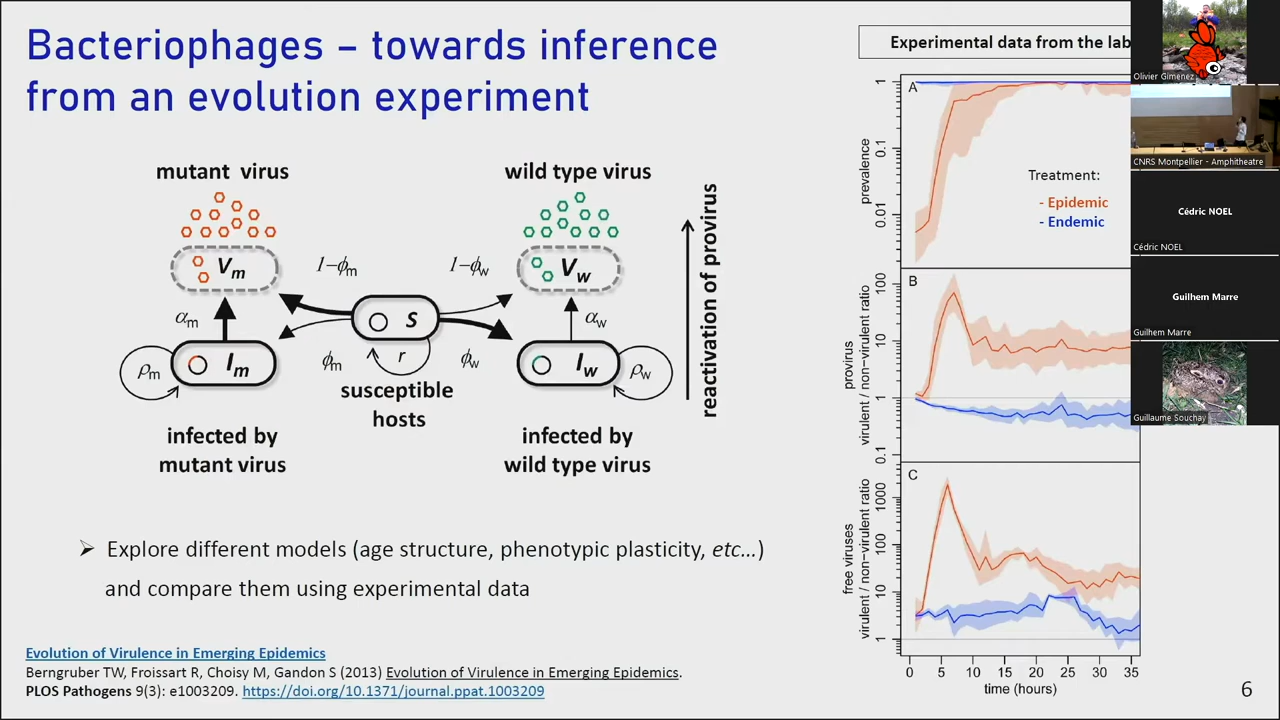 Bacteriophages – towards inference
from an evolution experiment
mutant virus
wild type virus
Vm
Vw
1–ϕm
1–ϕw
αm
αw
S
r
ρm
Im
ϕm
ϕw
Iw
ρw
susceptible
hosts
infected by
mutant virus
infected by
wild type virus
reactivation of provirus
➢ Explore different models (age structure, phenotypic plasticity, etc…)
and compare them using experimental data
Evolution of Virulence in Emerging Epidemics
Berngruber TW, Froissart R, Choisy M, Gandon S (2013) Evolution of Virulence in Emerging Epidemics.
PLOS Pathogens 9(3): e1003209. https://doi.org/10.1371/journal.ppat.1003209
Experimental data from the lab
A
prevalence
1
0.1
0.01
Treatment:
- Epidemic
- Endemic
B
provirus
virulent / non−virulent ratio
100
10
1
0.1
C
free viruses
virulent / non−virulent ratio
1000
100
10
1
0 5 10 15 20 25 30 35
time (hours)
6
Olivier Gimenez
CNRS Montpellier - Amphitheatre
Cédric NOEL
Cédric NOEL
Guilhem Marre
Guilhem Marre
Guillaume Souchay